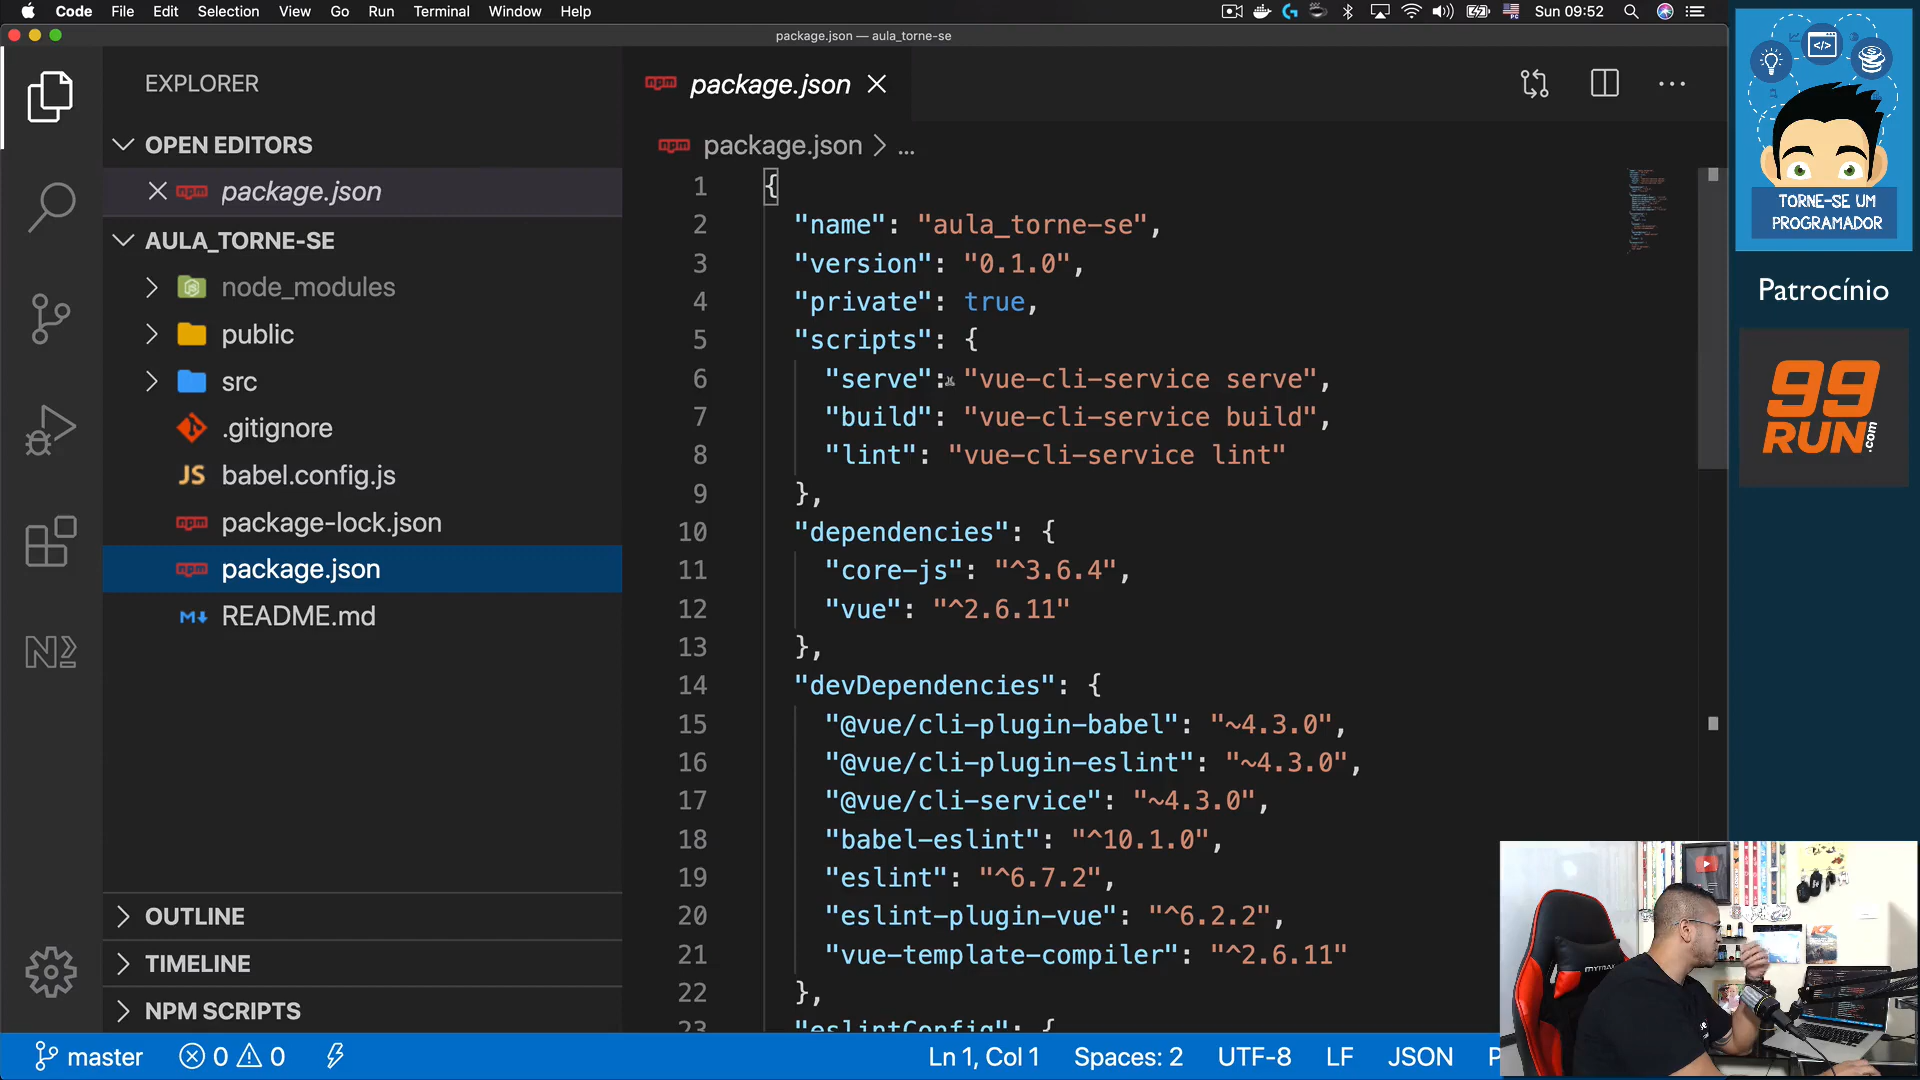 Code File Edit Selection View Go Run Terminal Window Help
Sun 09:52
package.json — aula_torne-se
EXPLORER
OPEN EDITORS
npm package.json
AULA_TORNE-SE
node_modules
public
src
.gitignore
JS babel.config.js
npm package-lock.json
npm package.json
M README.md
OUTLINE
TIMELINE
NPM SCRIPTS
npm package.json
npm package.json > ...
1 {
2 "name": "aula_torne-se",
3 "version": "0.1.0",
4 "private": true,
5 "scripts": {
6 "serve": "vue-cli-service serve",
7 "build": "vue-cli-service build",
8 "lint": "vue-cli-service lint"
9 },
10 "dependencies": {
11 "core-js": "^3.6.4",
12 "vue": "^2.6.11"
13 },
14 "devDependencies": {
15 "@vue/cli-plugin-babel": "~4.3.0",
16 "@vue/cli-plugin-eslint": "~4.3.0",
17 "@vue/cli-service": "~4.3.0",
18 "babel-eslint": "^10.1.0",
19 "eslint": "^6.7.2",
20 "eslint-plugin-vue": "^6.2.2",
21 "vue-template-compiler": "^2.6.11"
22 },
23 "eslintConfig": {
master 0 0
Ln 1, Col 1 Spaces: 2 UTF-8 LF JSON P
</>
TORNE-SE UM
PROGRAMADOR
Patrocínio
99
RUN.com